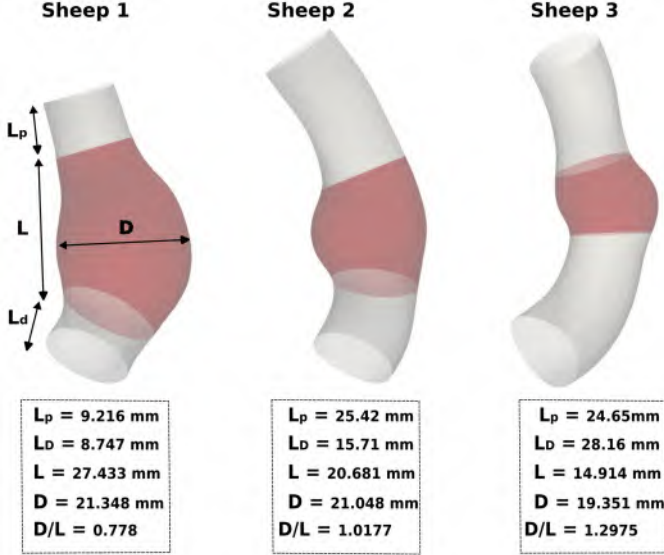 Sheep 1
Sheep 2
Sheep 3
Lp
L
D
Ld
Lp = 9.216 mm
LD = 8.747 mm
L = 27.433 mm
D = 21.348 mm
D/L = 0.778
Lp = 25.42 mm
LD = 15.71 mm
L = 20.681 mm
D = 21.048 mm
D/L = 1.0177
Lp = 24.65mm
LD = 28.16 mm
L = 14.914 mm
D = 19.351 mm
D/L = 1.2975